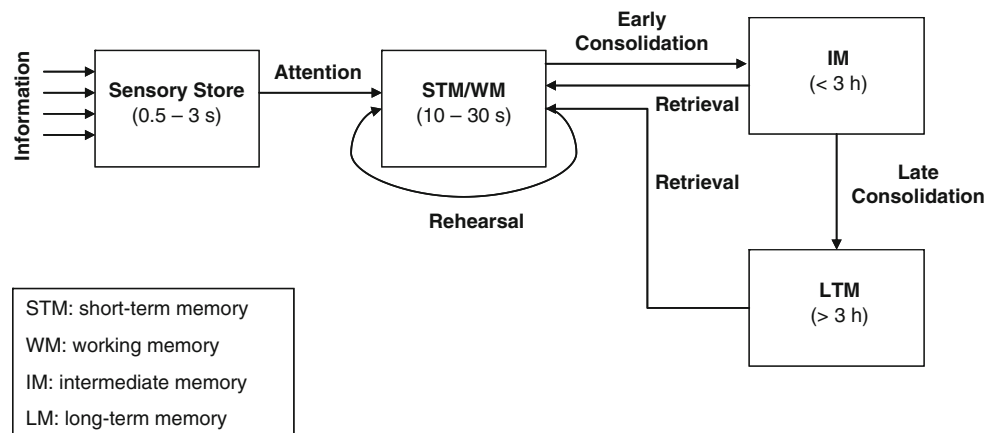 Information
Sensory Store
(0.5 – 3 s)
Attention
STM/WM
(10 – 30 s)
Rehearsal
Early
Consolidation
Retrieval
IM
(< 3 h)
Late
Consolidation
Retrieval
LTM
(> 3 h)
STM: short-term memory
WM: working memory
IM: intermediate memory
LM: long-term memory